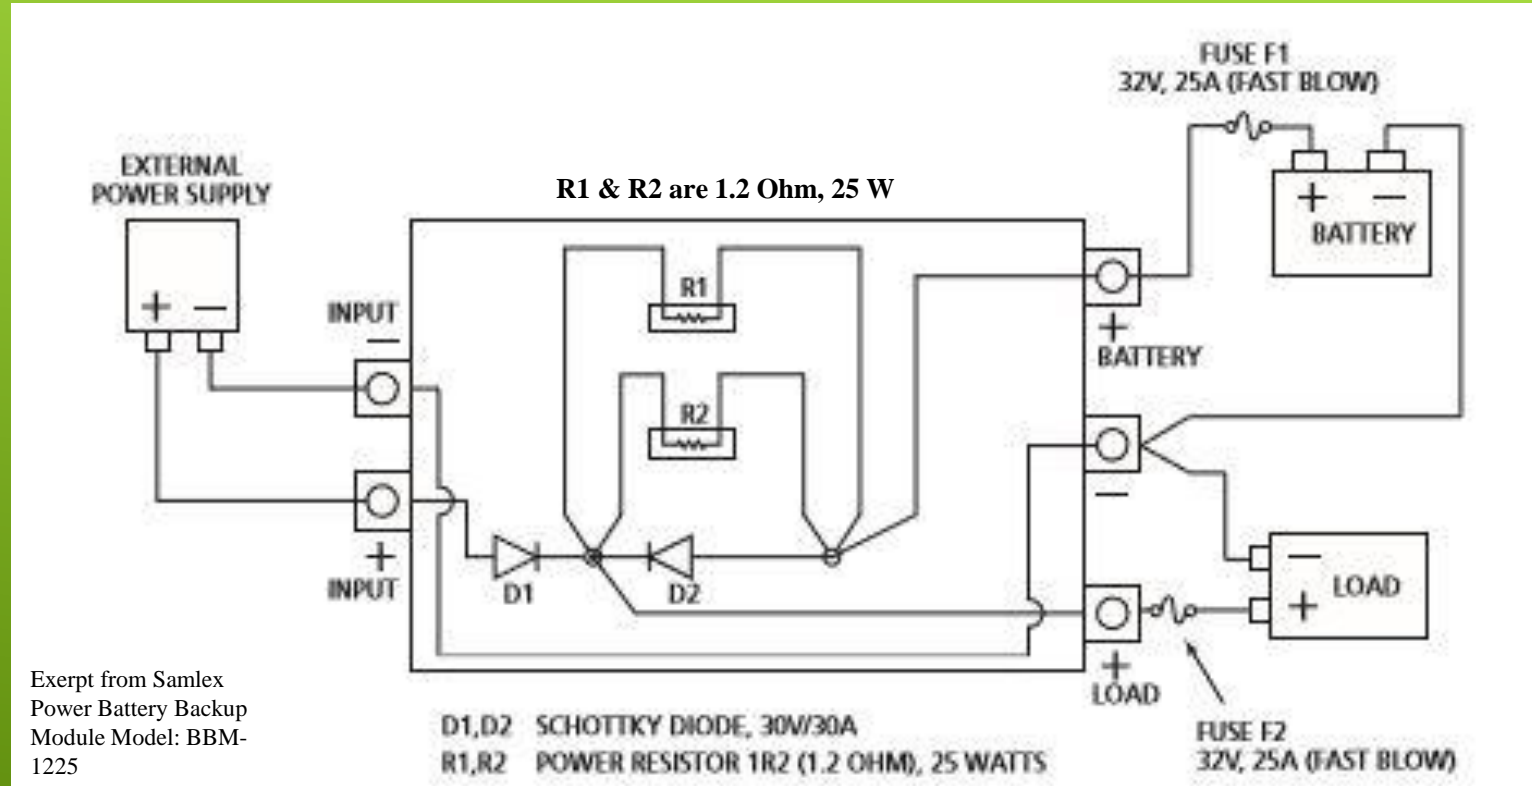 FUSE F1
32V, 25A (FAST BLOW)
EXTERNAL
POWER SUPPLY
R1 & R2 are 1.2 Ohm, 25 W
+ −
BATTERY
+ −
R1
INPUT
−
+
BATTERY
R2
−
+
INPUT
D1
D2
−
LOAD
+
+
LOAD
Exerpt from Samlex
Power Battery Backup
Module Model: BBM-
1225
D1,D2 SCHOTTKY DIODE, 30V/30A
R1,R2 POWER RESISTOR 1R2 (1.2 OHM), 25 WATTS
FUSE F2
32V, 25A (FAST BLOW)